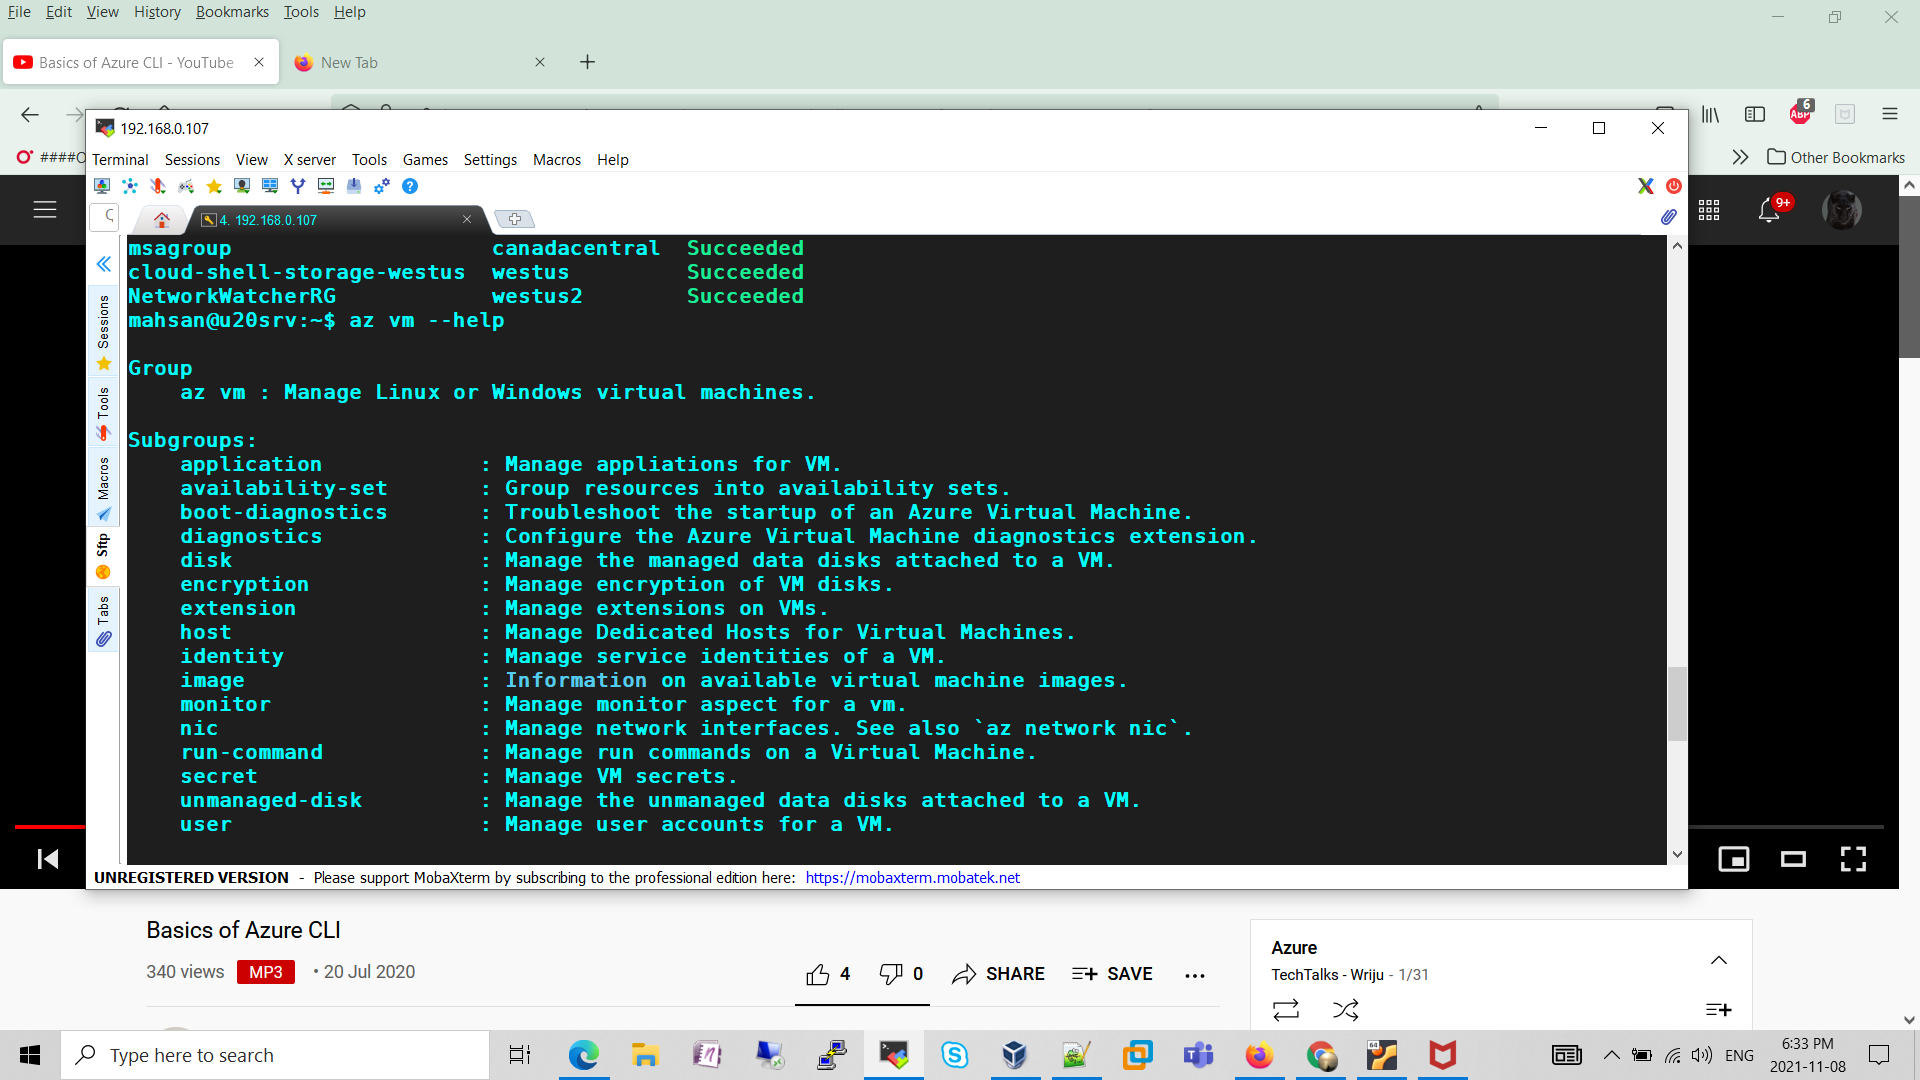 File Edit View History Bookmarks Tools Help
Basics of Azure CLI - YouTube
New Tab
6
ABP
192.168.0.107
####O
Other Bookmarks
Terminal Sessions View X server Tools Games Settings Macros Help
4. 192.168.0.107
9+
Sessions
Tools
Macros
Sftp
Tabs
msagroup canadacentral Succeeded
cloud-shell-storage-westus westus Succeeded
NetworkWatcherRG westus2 Succeeded
mahsan@u20srv:~$ az vm --help
Group
az vm : Manage Linux or Windows virtual machines.
Subgroups:
application : Manage appliations for VM.
availability-set : Group resources into availability sets.
boot-diagnostics : Troubleshoot the startup of an Azure Virtual Machine.
diagnostics : Configure the Azure Virtual Machine diagnostics extension.
disk : Manage the managed data disks attached to a VM.
encryption : Manage encryption of VM disks.
extension : Manage extensions on VMs.
host : Manage Dedicated Hosts for Virtual Machines.
identity : Manage service identities of a VM.
image : Information on available virtual machine images.
monitor : Manage monitor aspect for a vm.
nic : Manage network interfaces. See also `az network nic`.
run-command : Manage run commands on a Virtual Machine.
secret : Manage VM secrets.
unmanaged-disk : Manage the unmanaged data disks attached to a VM.
user : Manage user accounts for a VM.
UNREGISTERED VERSION - Please support MobaXterm by subscribing to the professional edition here: https://mobaxterm.mobatek.net
Basics of Azure CLI
340 views MP3 • 20 Jul 2020
4 0 SHARE SAVE ...
Azure
TechTalks - Wriju - 1/31
Type here to search
64
ENG
6:33 PM
2021-11-08